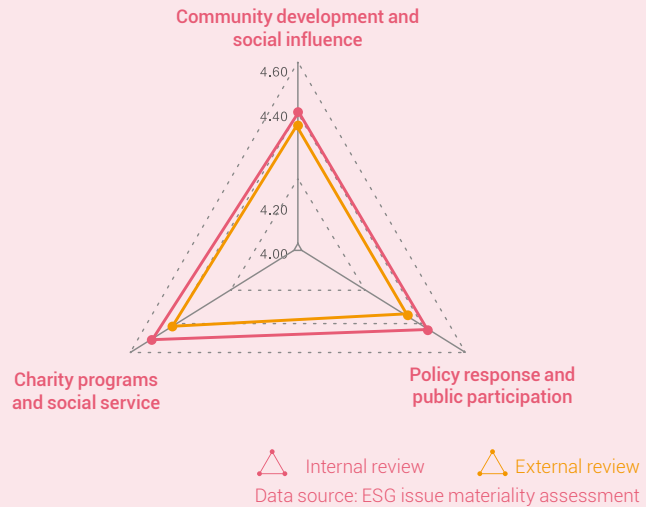 Community development and
social influence
4.60
4.40
4.20
4.00
Charity programs
and social service
Policy response and
public participation
Internal review
External review
Data source: ESG issue materiality assessment